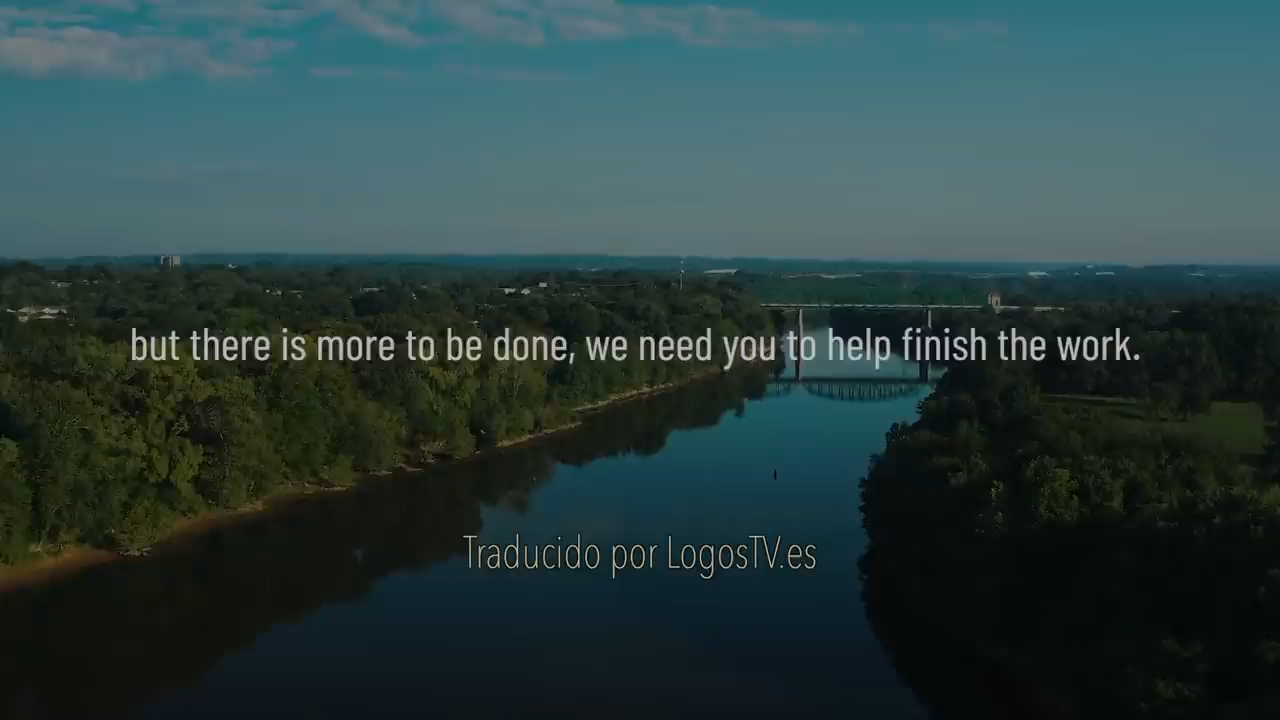 but there is more to be done, we need you to help finish the work.
Traducido por LogosTV.es